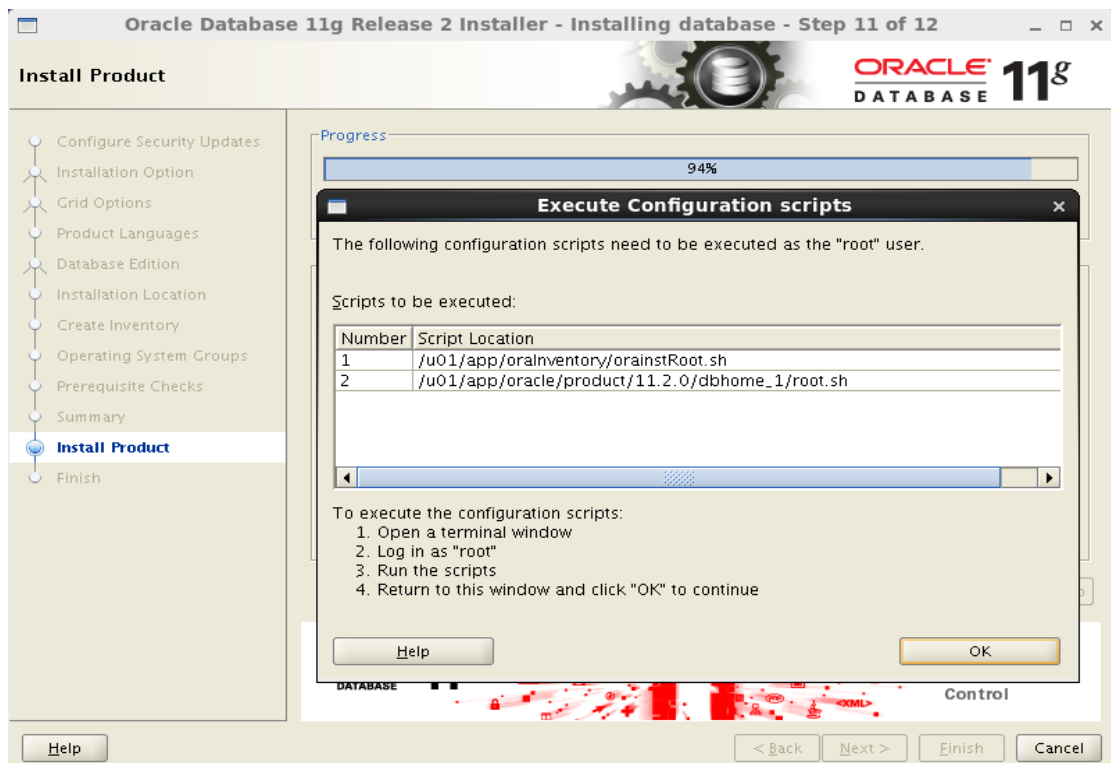 Oracle Database 11g Release 2 Installer - Installing database - Step 11 of 12
Install Product
ORACLE
DATABASE
11g
Configure Security Updates
Installation Option
Grid Options
Product Languages
Database Edition
Installation Location
Create Inventory
Operating System Groups
Prerequisite Checks
Summary
Install Product
Finish
Progress
94%
Execute Configuration scripts
The following configuration scripts need to be executed as the "root" user.
Scripts to be executed:
Number Script Location
1 /u01/app/oraInventory/orainstRoot.sh
2 /u01/app/oracle/product/11.2.0/dbhome_1/root.sh
To execute the configuration scripts:
1. Open a terminal window
2. Log in as "root"
3. Run the scripts
4. Return to this window and click "OK" to continue
Help OK
DATABASE
<XML>
Control
Help < Back Next > Finish Cancel